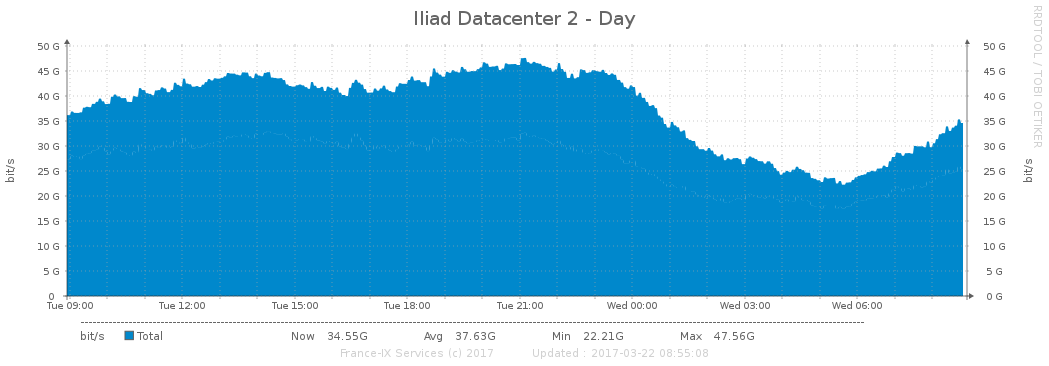 Iliad Datacenter 2 - Day
RRDTOOL / TOBI OETIKER
bit/s
50 G 50 G
45 G 45 G
40 G 40 G
35 G 35 G
30 G 30 G
25 G 25 G
20 G 20 G
15 G 15 G
10 G 10 G
5 G 5 G
0 0 G
bit/s
Tue 09:00 Tue 12:00 Tue 15:00 Tue 18:00 Tue 21:00 Wed 00:00 Wed 03:00 Wed 06:00
bit/s Total Now 34.55G Avg 37.63G Min 22.21G Max 47.56G
France-IX Services (c) 2017 Updated : 2017-03-22 08:55:08